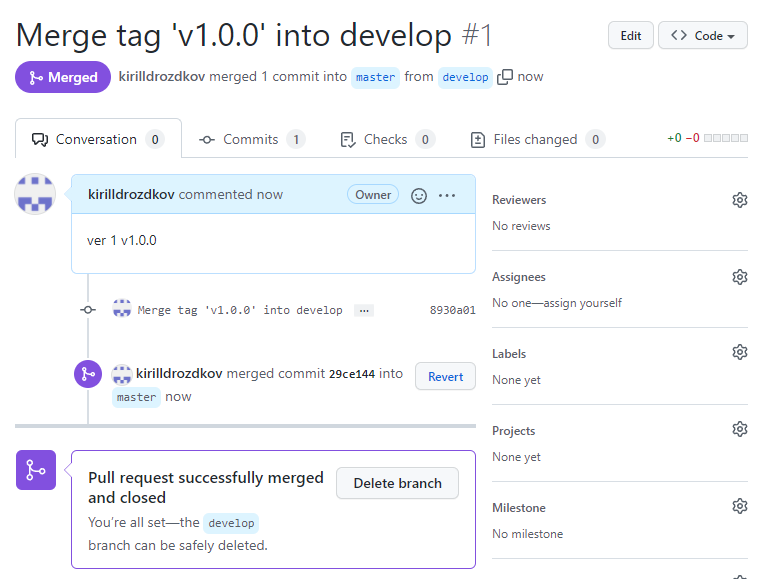 Merge tag 'v1.0.0' into develop #1
Edit
Code
Merged
kirilldrozdkov merged 1 commit into master from develop now
Conversation 0
Commits 1
Checks 0
Files changed 0
+0 −0
kirilldrozdkov commented now
Owner
ver 1 v1.0.0
Merge tag 'v1.0.0' into develop ...
8930a01
kirilldrozdkov merged commit 29ce144 into
master now
Revert
Pull request successfully merged
and closed
You're all set—the develop
branch can be safely deleted.
Delete branch
Reviewers
No reviews
Assignees
No one—assign yourself
Labels
None yet
Projects
None yet
Milestone
No milestone